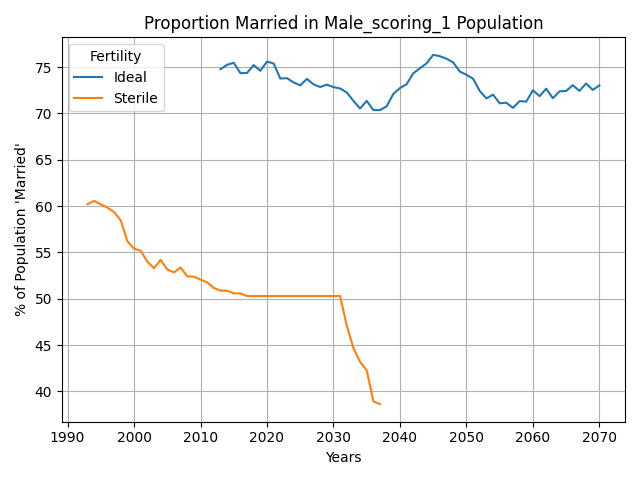 Proportion Married in Male_scoring_1 Population
Fertility
Ideal
Sterile
% of Population 'Married'
75
70
65
60
55
50
45
40
1990
2000
2010
2020
2030
2040
2050
2060
2070
Years